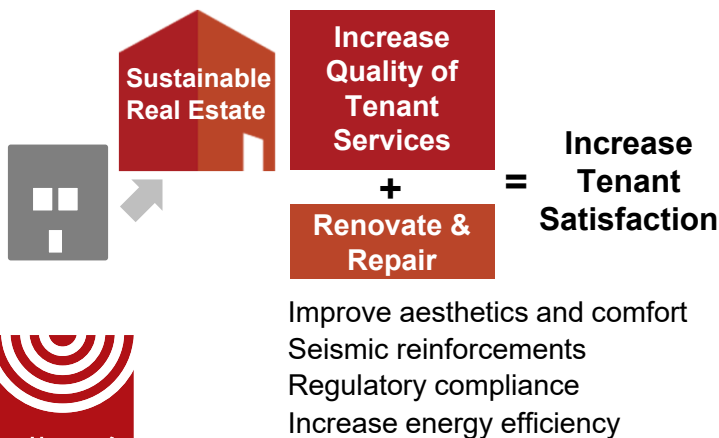 Sustainable
Real Estate
Increase
Quality of
Tenant
Services
+
Renovate &
Repair
=
Increase
Tenant
Satisfaction
Improve aesthetics and comfort
Seismic reinforcements
Regulatory compliance
Increase energy efficiency